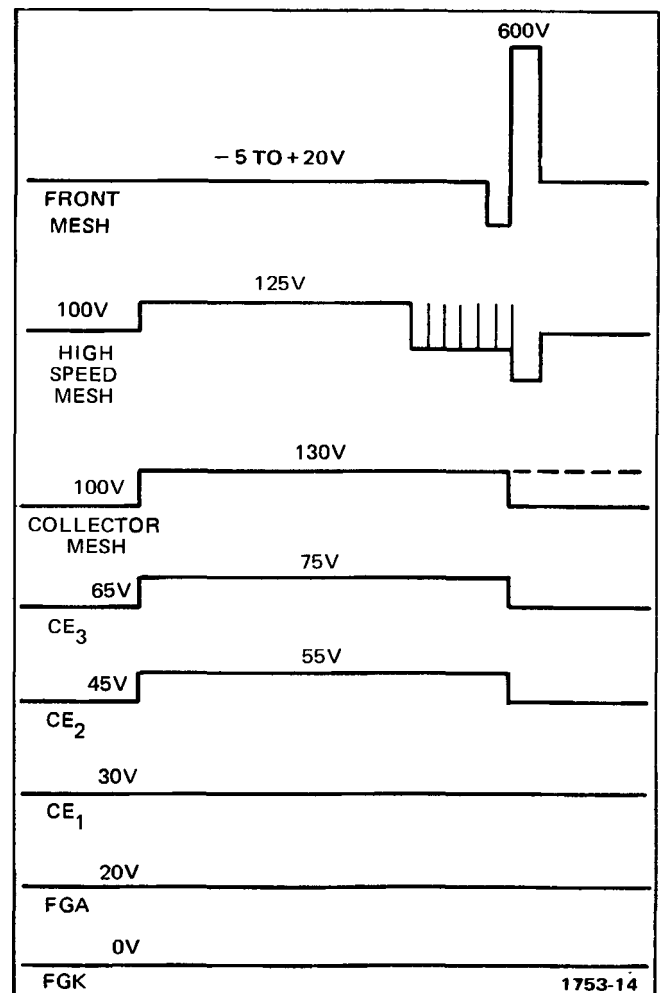 600V
– 5 TO + 20V
FRONT
MESH
125V
100V
HIGH
SPEED
MESH
130V
100V
COLLECTOR
MESH
75V
65V
CE3
55V
45V
CE2
30V
CE1
20V
FGA
0V
FGK
1753-14